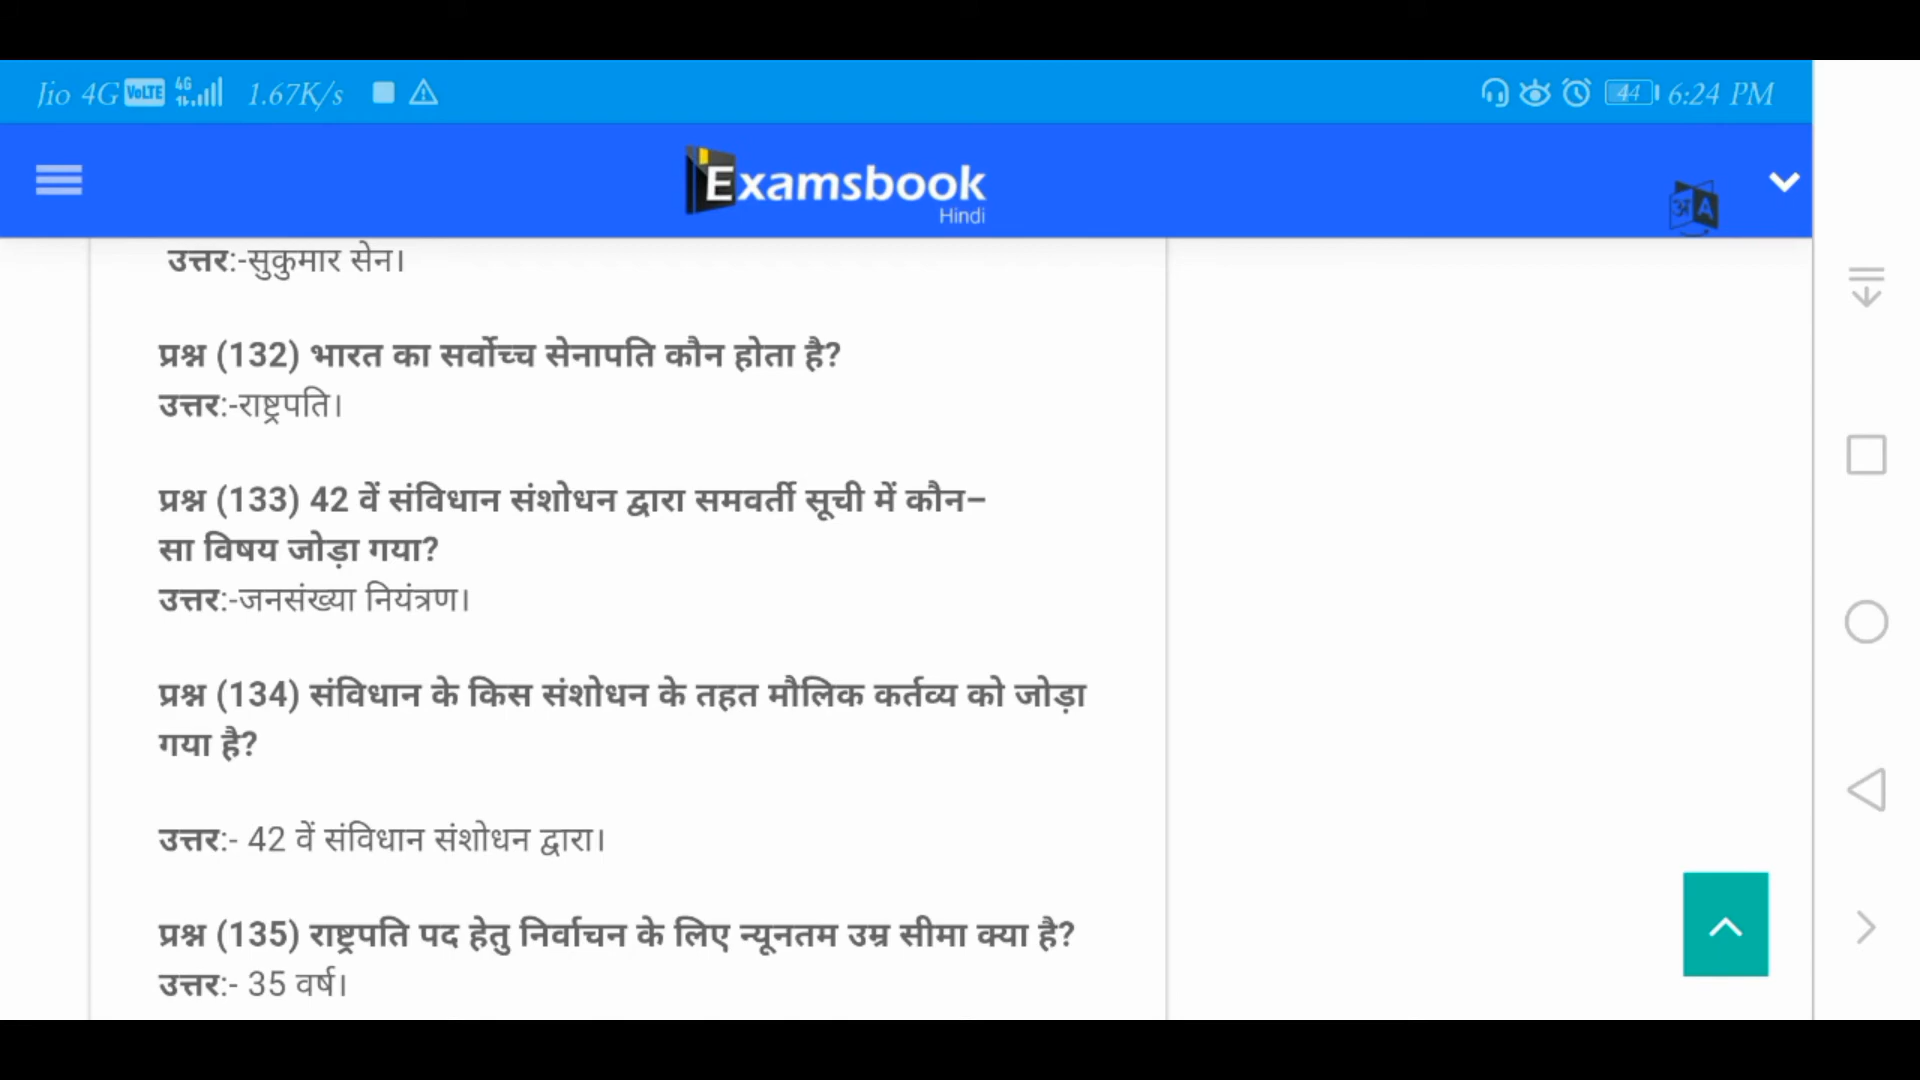 Jio 4G VoLTE 4G 1.67K/s 44 6:24 PM
Examsbook
Hindi
अ A
उत्तर:-सुकुमार सेन।
प्रश्न (132) भारत का सर्वोच्च सेनापति कौन होता है?
उत्तर:-राष्ट्रपति।
प्रश्न (133) 42 वें संविधान संशोधन द्वारा समवर्ती सूची में कौन–
सा विषय जोड़ा गया?
उत्तर:-जनसंख्या नियंत्रण।
प्रश्न (134) संविधान के किस संशोधन के तहत मौलिक कर्तव्य को जोड़ा
गया है?
उत्तर:- 42 वें संविधान संशोधन द्वारा।
प्रश्न (135) राष्ट्रपति पद हेतु निर्वाचन के लिए न्यूनतम उम्र सीमा क्या है?
उत्तर:- 35 वर्ष।